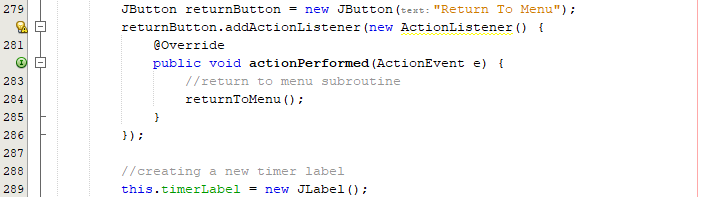 279 JButton returnButton = new JButton(text: "Return To Menu");
returnButton.addActionListener(new ActionListener() {
281 @Override
public void actionPerformed(ActionEvent e) {
283 //return to menu subroutine
284 returnToMenu();
285 }
286 });
287
288 //creating a new timer label
289 this.timerLabel = new JLabel();